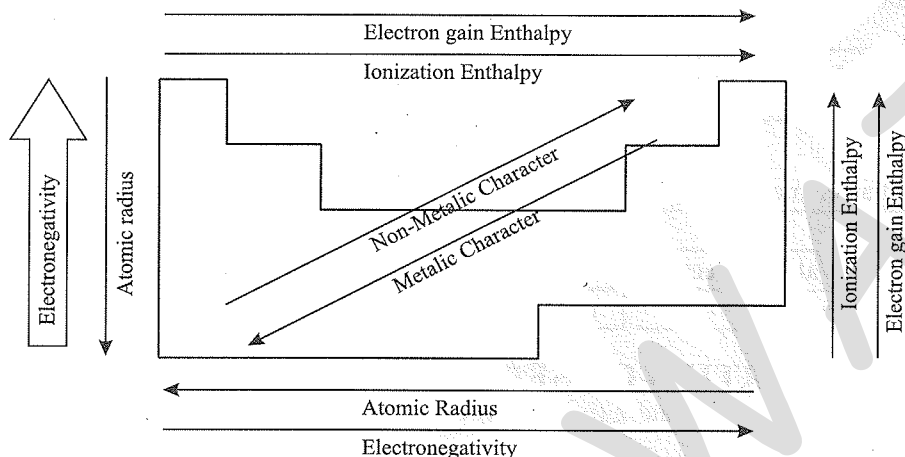 Electron gain Enthalpy
Ionization Enthalpy
Electronegativity
Atomic radius
Non-Metalic Character
Metalic Character
Ionization Enthalpy
Electron gain Enthalpy
Atomic Radius
Electronegativity